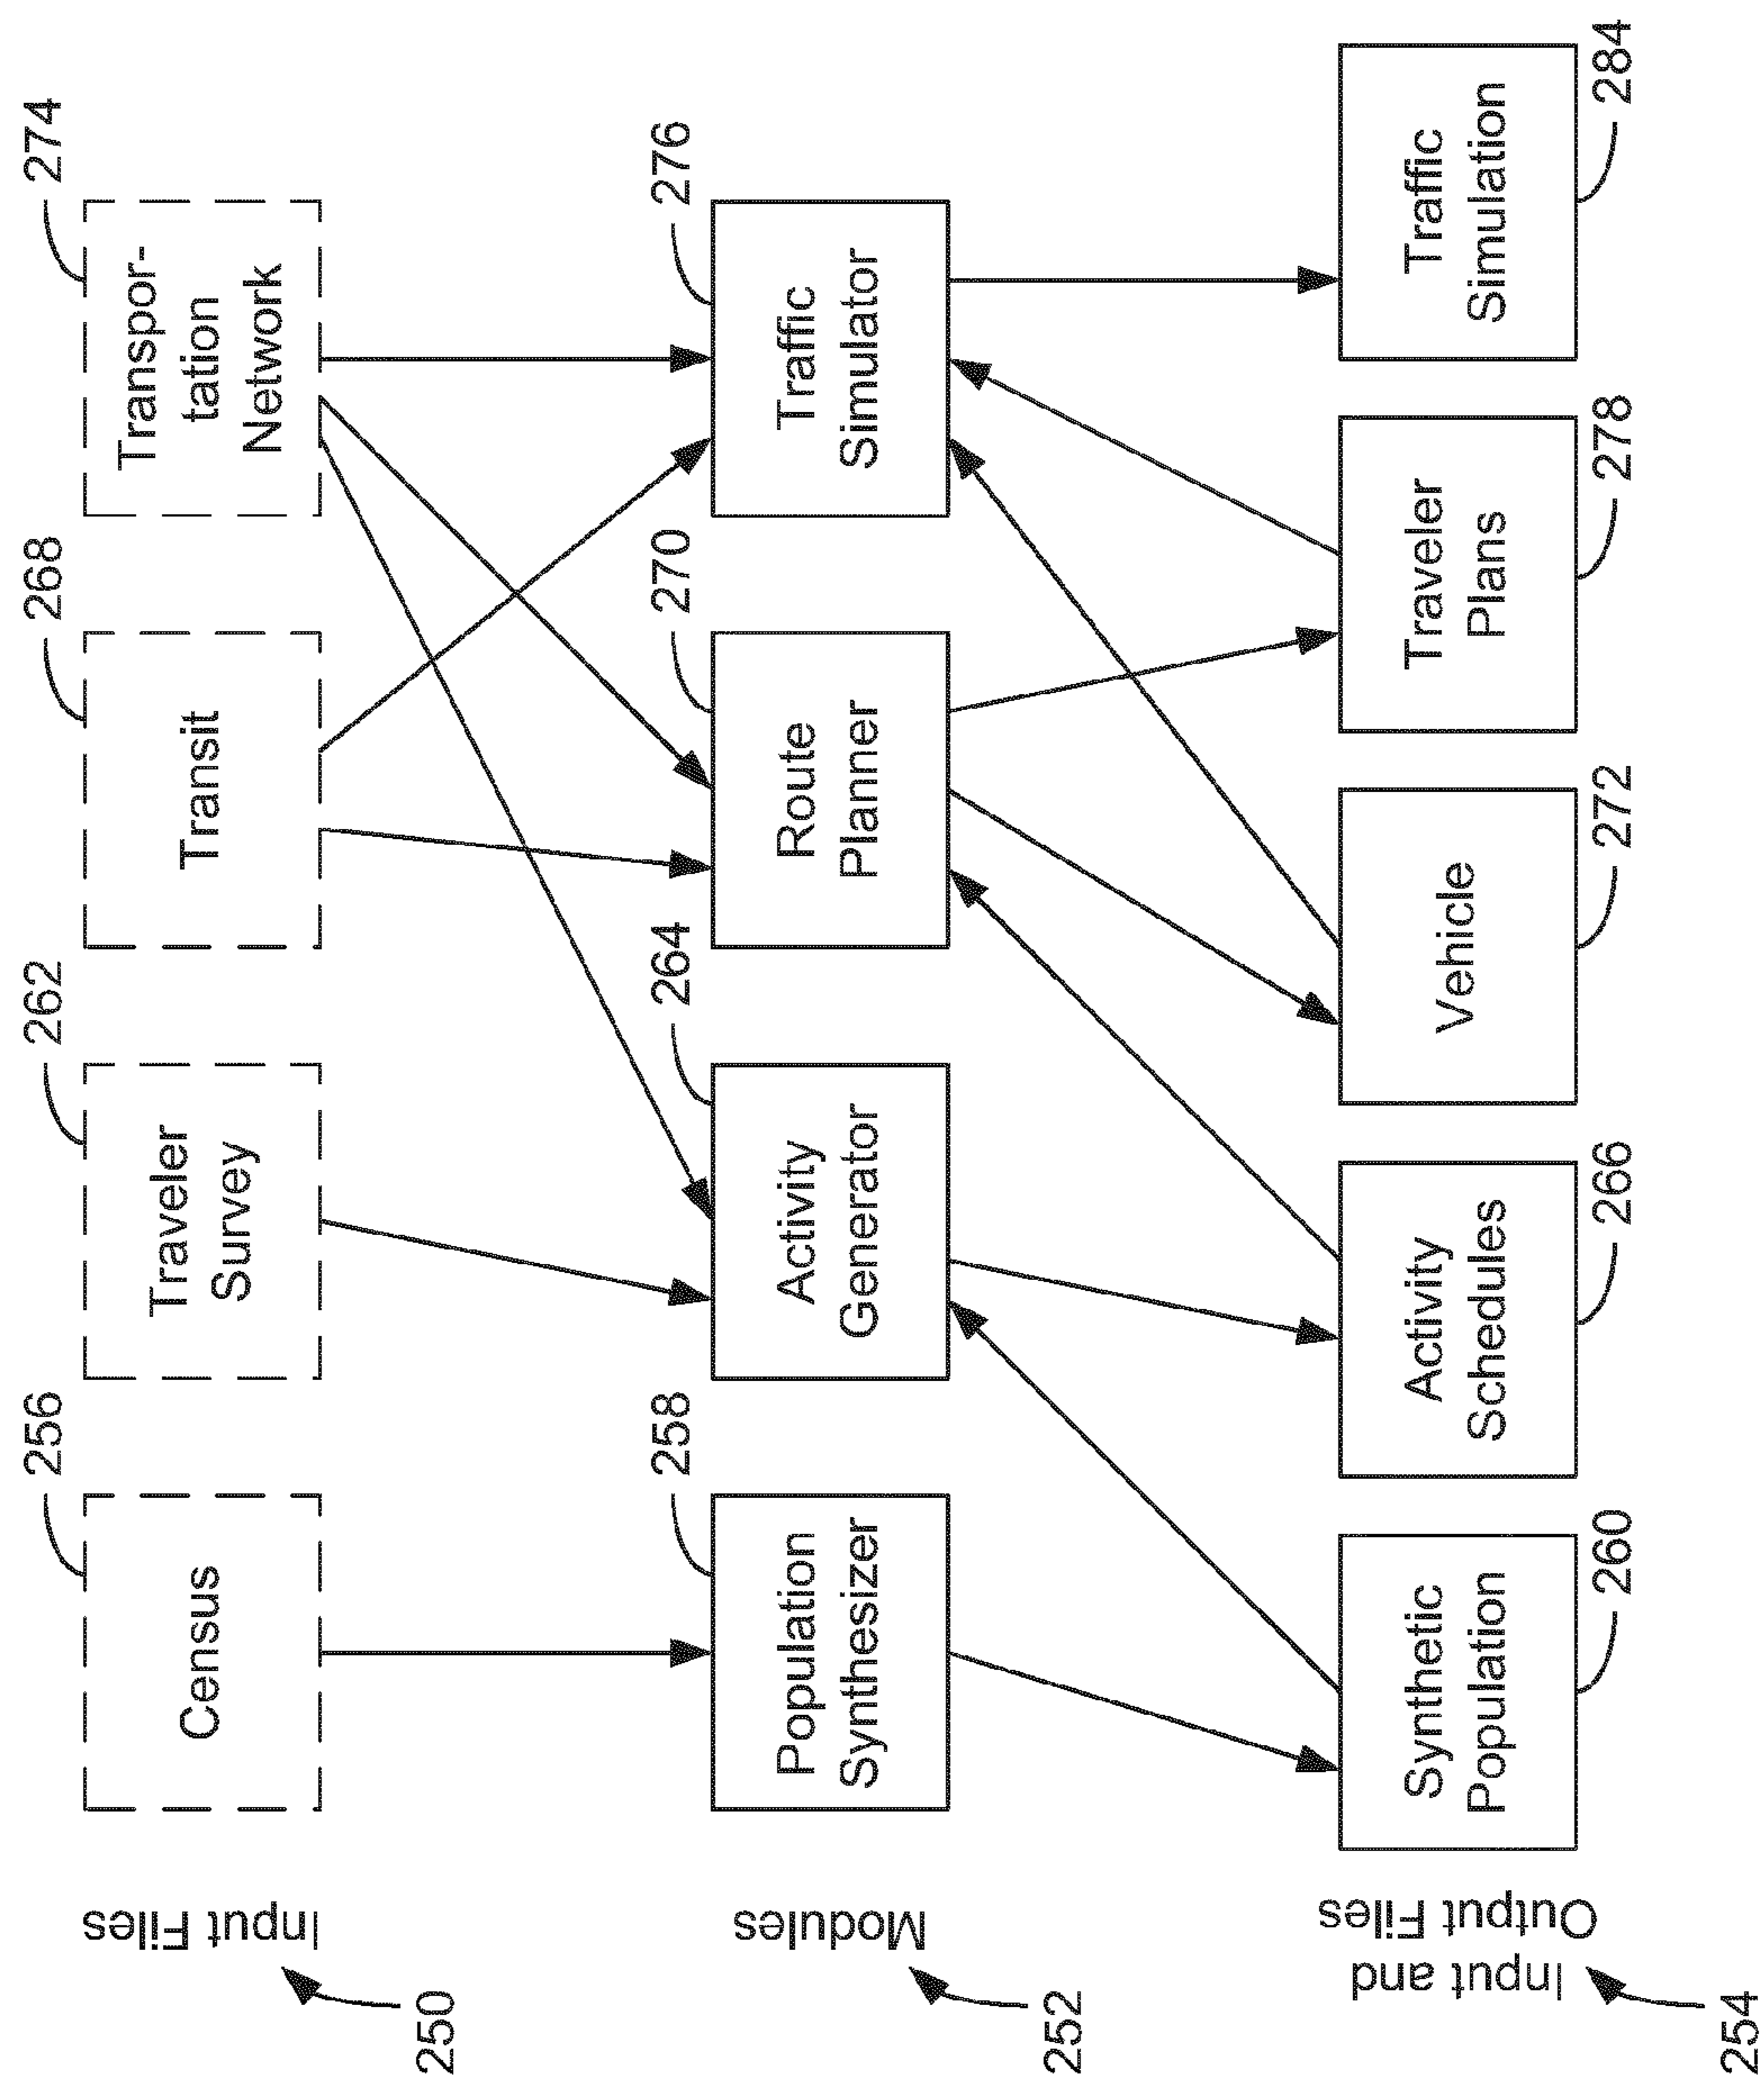 Input Files
250
Census
256
Traveler
Survey
262
Transit
268
Transpor-
tation
Network
274
Modules
252
Population
Synthesizer
258
Activity
Generator
264
Route
Planner
270
Traffic
Simulator
276
Input and
Output Files
254
Synthetic
Population
260
Activity
Schedules
266
Vehicle
272
Traveler
Plans
278
Traffic
Simulation
284